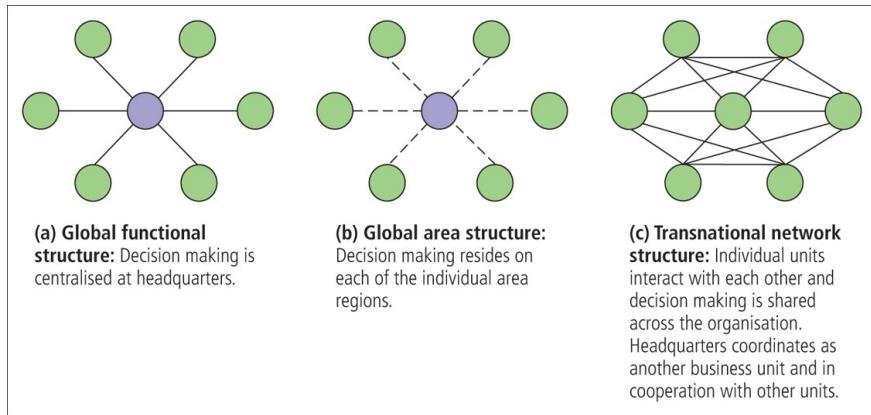 (a) Global functional
structure: Decision making is
centralised at headquarters.
(b) Global area structure:
Decision making resides on
each of the individual area
regions.
(c) Transnational network
structure: Individual units
interact with each other and
decision making is shared
across the organisation.
Headquarters coordinates as
another business unit and in
cooperation with other units.